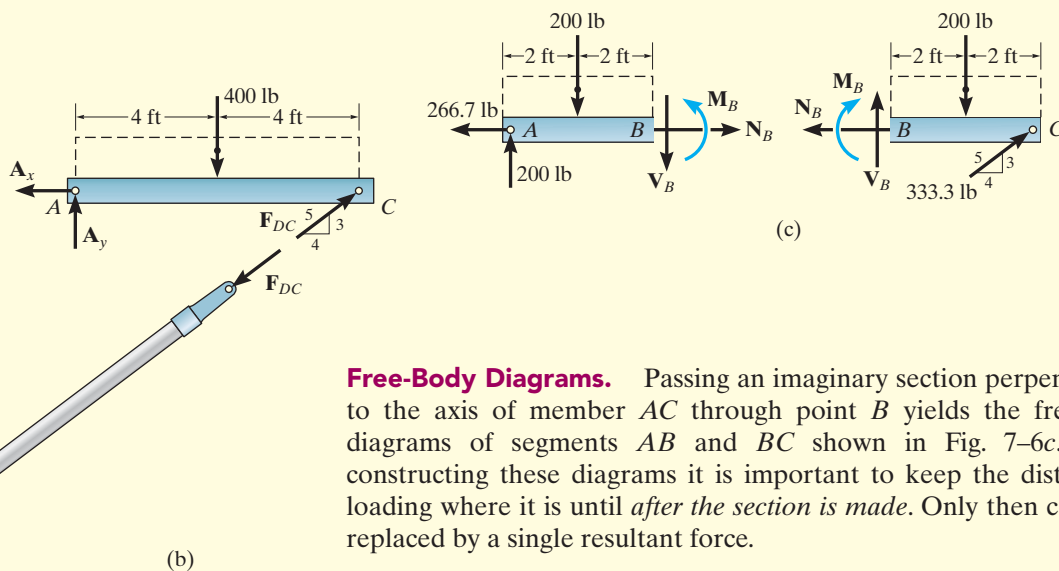 200 lb
2 ft 2 ft
266.7 lb
A
B
M_B
N_B
V_B
200 lb
200 lb
2 ft 2 ft
M_B
N_B
B
C
V_B
333.3 lb
5
3
4
(c)
400 lb
4 ft 4 ft
A_x
A
A_y
C
F_DC
5
3
4
F_DC
(b)
Free-Body Diagrams. Passing an imaginary section perpen
to the axis of member AC through point B yields the fre
diagrams of segments AB and BC shown in Fig. 7–6c.
constructing these diagrams it is important to keep the dist
loading where it is until after the section is made. Only then c
replaced by a single resultant force.